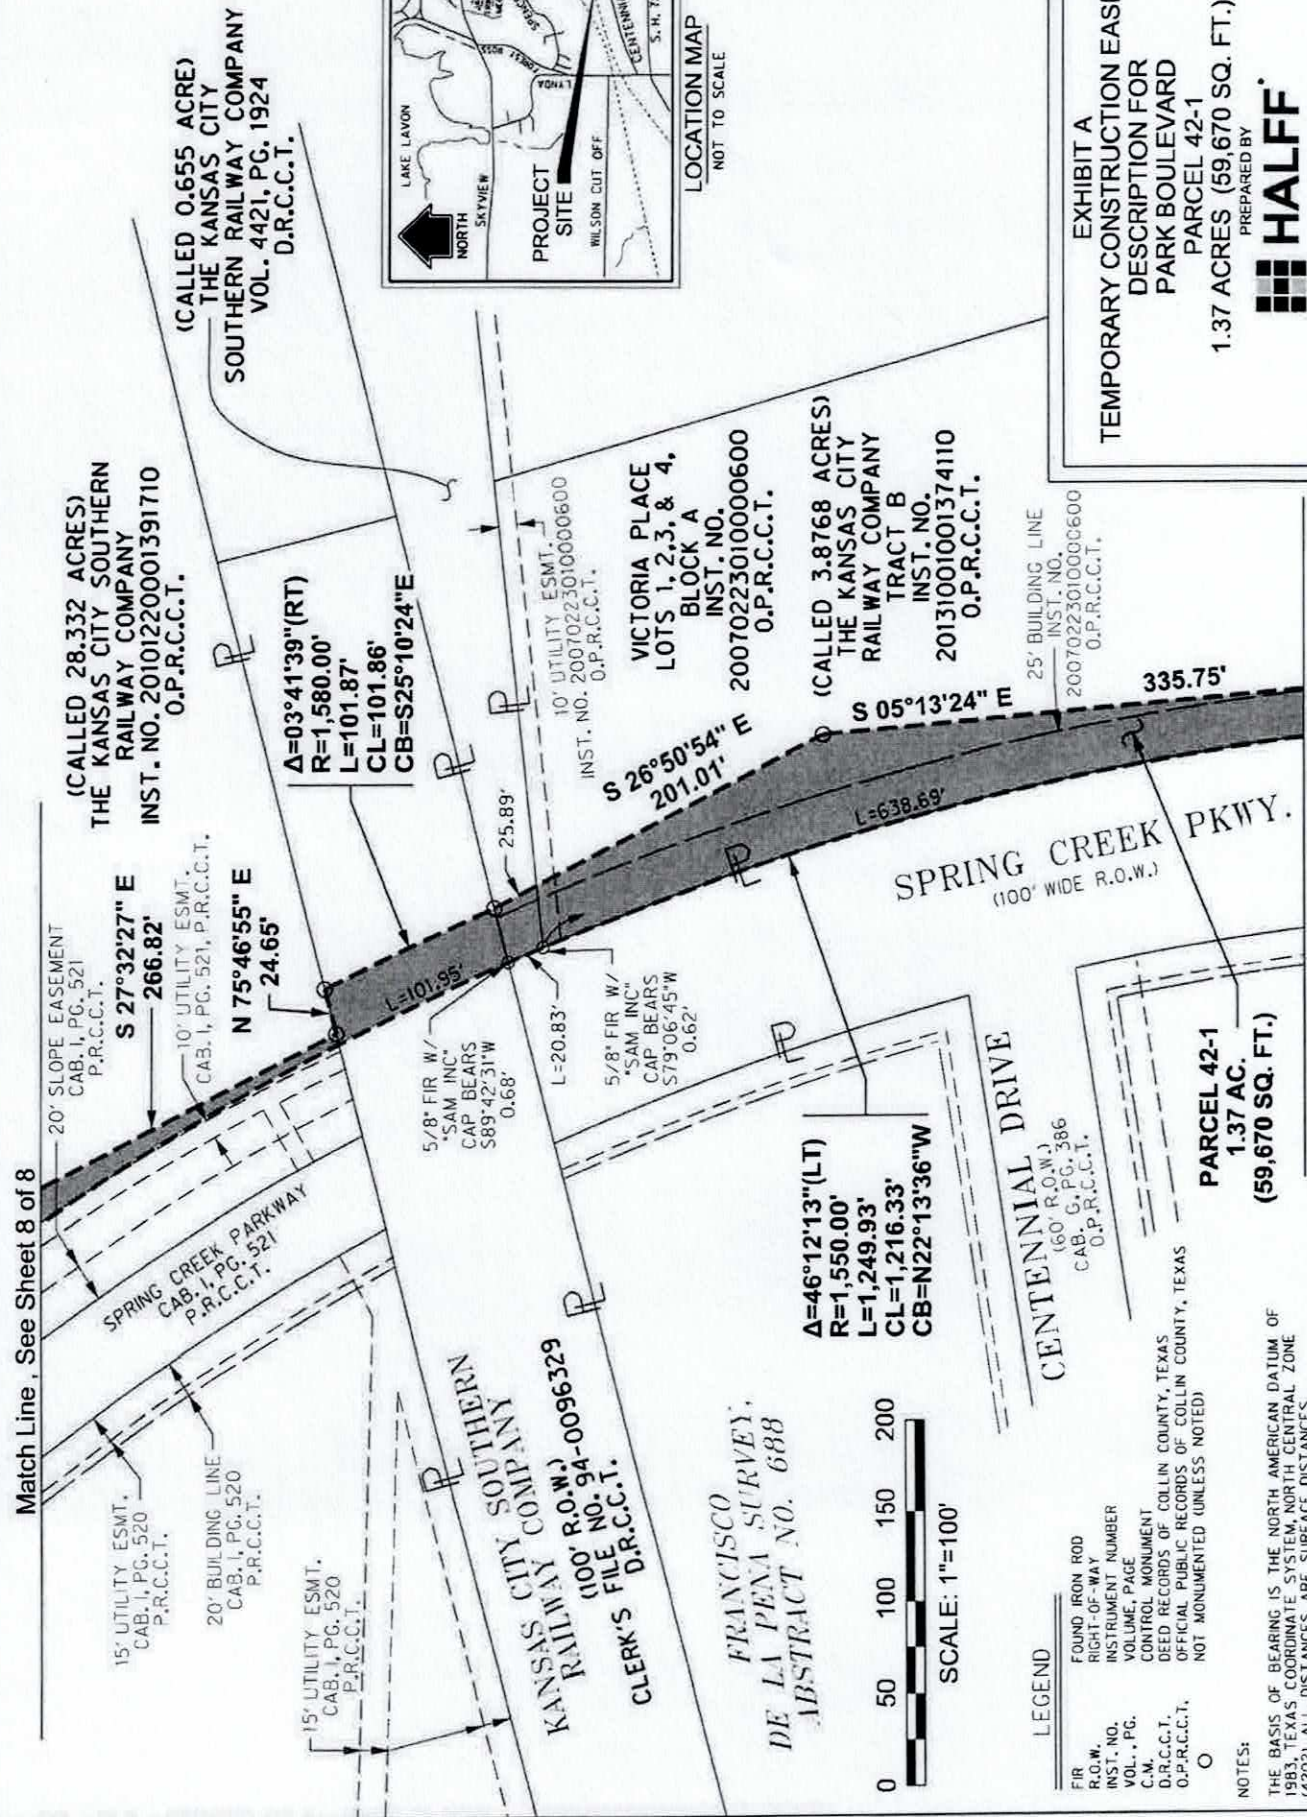 Match Line , See Sheet 8 of 8
20' SLOPE EASEMENT
CAB. I, PG. 521
P.R.C.C.T.
S 27°32'27" E
266.82'
10' UTILITY ESMT.
CAB. I, PG. 521, P.R.C.C.T.
N 75°46'55" E
24.65'
(CALLED 28.332 ACRES)
THE KANSAS CITY SOUTHERN
RAILWAY COMPANY
INST. NO. 20101220001391710
O.P.R.C.C.T.
(CALLED 0.655 ACRE)
THE KANSAS CITY
SOUTHERN RAILWAY COMPANY
VOL. 4421, PG. 1924
D.R.C.C.T.
15' UTILITY ESMT.
CAB. I, PG. 520
P.R.C.C.T.
20' BUILDING LINE
CAB. I, PG. 520
P.R.C.C.T.
SPRING CREEK PARKWAY
CAB. I, PG. 521
P.R.C.C.T.
15' UTILITY ESMT.
CAB. I, PG. 520
P.R.C.C.T.
Δ=03°41'39"(RT)
R=1,580.00'
L=101.87'
CL=101.86'
CB=S25°10'24"E
L=101.95'
25.89'
5/8" FIR W/
"SAM INC"
CAP BEARS
S89°42'31"W
0.68'
L=20.83'
5/8" FIR W/
"SAM INC"
CAP BEARS
S79°06'45"W
0.62'
10' UTILITY ESMT.
INST. NO. 20070223010000600
O.P.R.C.C.T.
KANSAS CITY SOUTHERN
RAILWAY COMPANY
(100' R.O.W.)
CLERK'S FILE NO. 94-0096329
D.R.C.C.T.
S 26°50'54" E
201.01'
VICTORIA PLACE
LOTS 1, 2,3, & 4,
BLOCK A
INST. NO.
20070223010000600
O.P.R.C.C.T.
(CALLED 3.8768 ACRES)
THE KANSAS CITY
RAILWAY COMPANY
TRACT B
INST. NO.
20131001001374110
O.P.R.C.C.T.
S 05°13'24" E
335.75'
25' BUILDING LINE
INST. NO.
20070223010000600
O.P.R.C.C.T.
L=638.69'
SPRING CREEK PKWY.
(100' WIDE R.O.W.)
FRANCISCO
DE LA PENA SURVEY,
ABSTRACT NO. 688
Δ=46°12'13"(LT)
R=1,550.00'
L=1,249.93'
CL=1,216.33'
CB=N22°13'36"W
CENTENNIAL DRIVE
(60' R.O.W.)
CAB. G, PG. 386
O.P.R.C.C.T.
PARCEL 42-1
1.37 AC.
(59,670 SQ. FT.)
0 50 100 150 200
SCALE: 1"=100'
LEGEND
FIR FOUND IRON ROD
R.O.W. RIGHT-OF-WAY
INST. NO. INSTRUMENT NUMBER
VOL., PG. VOLUME, PAGE
C.M. CONTROL MONUMENT
D.R.C.C.T. DEED RECORDS OF COLLIN COUNTY, TEXAS
O.P.R.C.C.T. OFFICIAL PUBLIC RECORDS OF COLLIN COUNTY, TEXAS
O NOT MONUMENTED (UNLESS NOTED)
NOTES:
THE BASIS OF BEARING IS THE NORTH AMERICAN DATUM OF
1983, TEXAS COORDINATE SYSTEM, NORTH CENTRAL ZONE
(4202). ALL DISTANCES ARE SURFACE DISTANCES
LAKE LAVON
NORTH
SKYVIEW
PROJECT
SITE
WILSON CUT OFF
FOREST ROSS
LYNDA
SPENCE
CENTENNI
S.H. 7
LOCATION MAP
NOT TO SCALE
EXHIBIT A
TEMPORARY CONSTRUCTION EASE
DESCRIPTION FOR
PARK BOULEVARD
PARCEL 42-1
1.37 ACRES (59,670 SQ. FT.)
PREPARED BY
HALFF